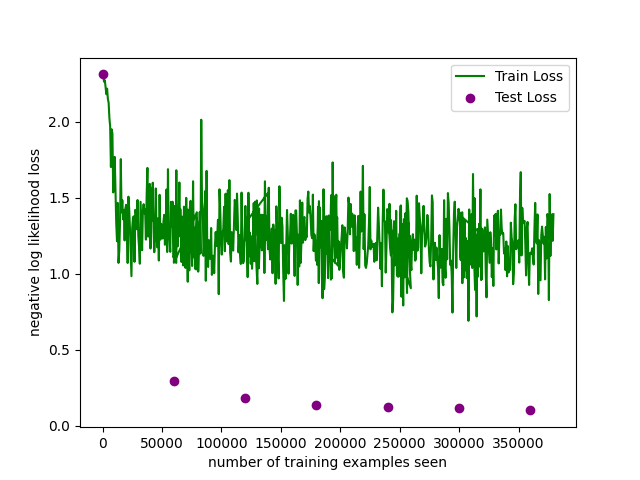 Train Loss
Test Loss
negative log likelihood loss
2.0
1.5
1.0
0.5
0.0
0 50000 100000 150000 200000 250000 300000 350000
number of training examples seen